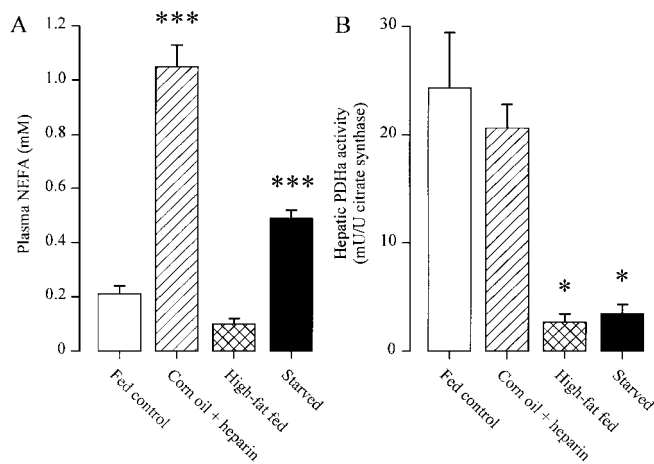 A
Plasma NEFA (mM)
1.2
1.0
0.8
0.6
0.4
0.2
0
***
***
Fed control
Corn oil + heparin
High-fat fed
Starved
B
Hepatic PDHa activity
(mU/U citrate synthase)
30
20
10
0
*
*
Fed control
Corn oil + heparin
High-fat fed
Starved